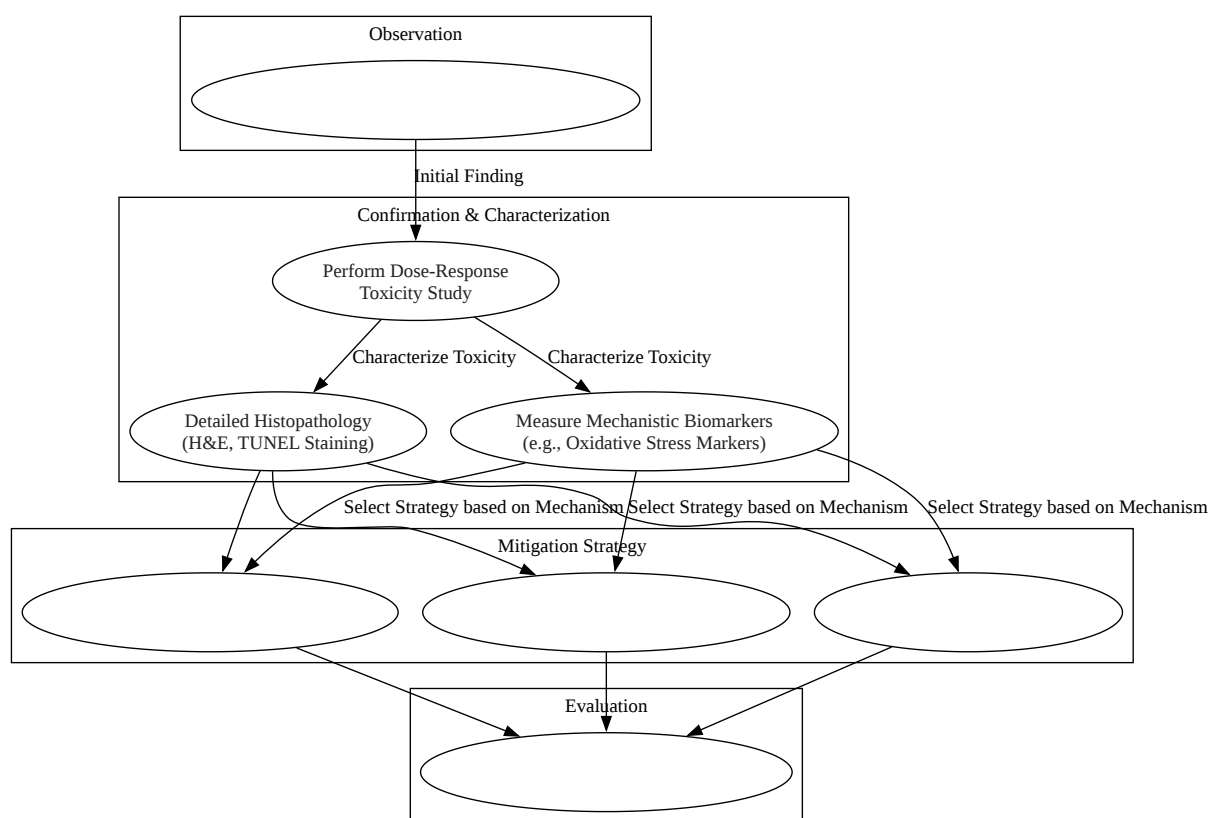 Observation
Initial Finding
Confirmation & Characterization
Perform Dose-Response
Toxicity Study
Characterize Toxicity
Characterize Toxicity
Detailed Histopathology
(H&E, TUNEL Staining)
Measure Mechanistic Biomarkers
(e.g., Oxidative Stress Markers)
Select Strategy based on Mechanism
Select Strategy based on Mechanism
Select Strategy based on Mechanism
Mitigation Strategy
Evaluation